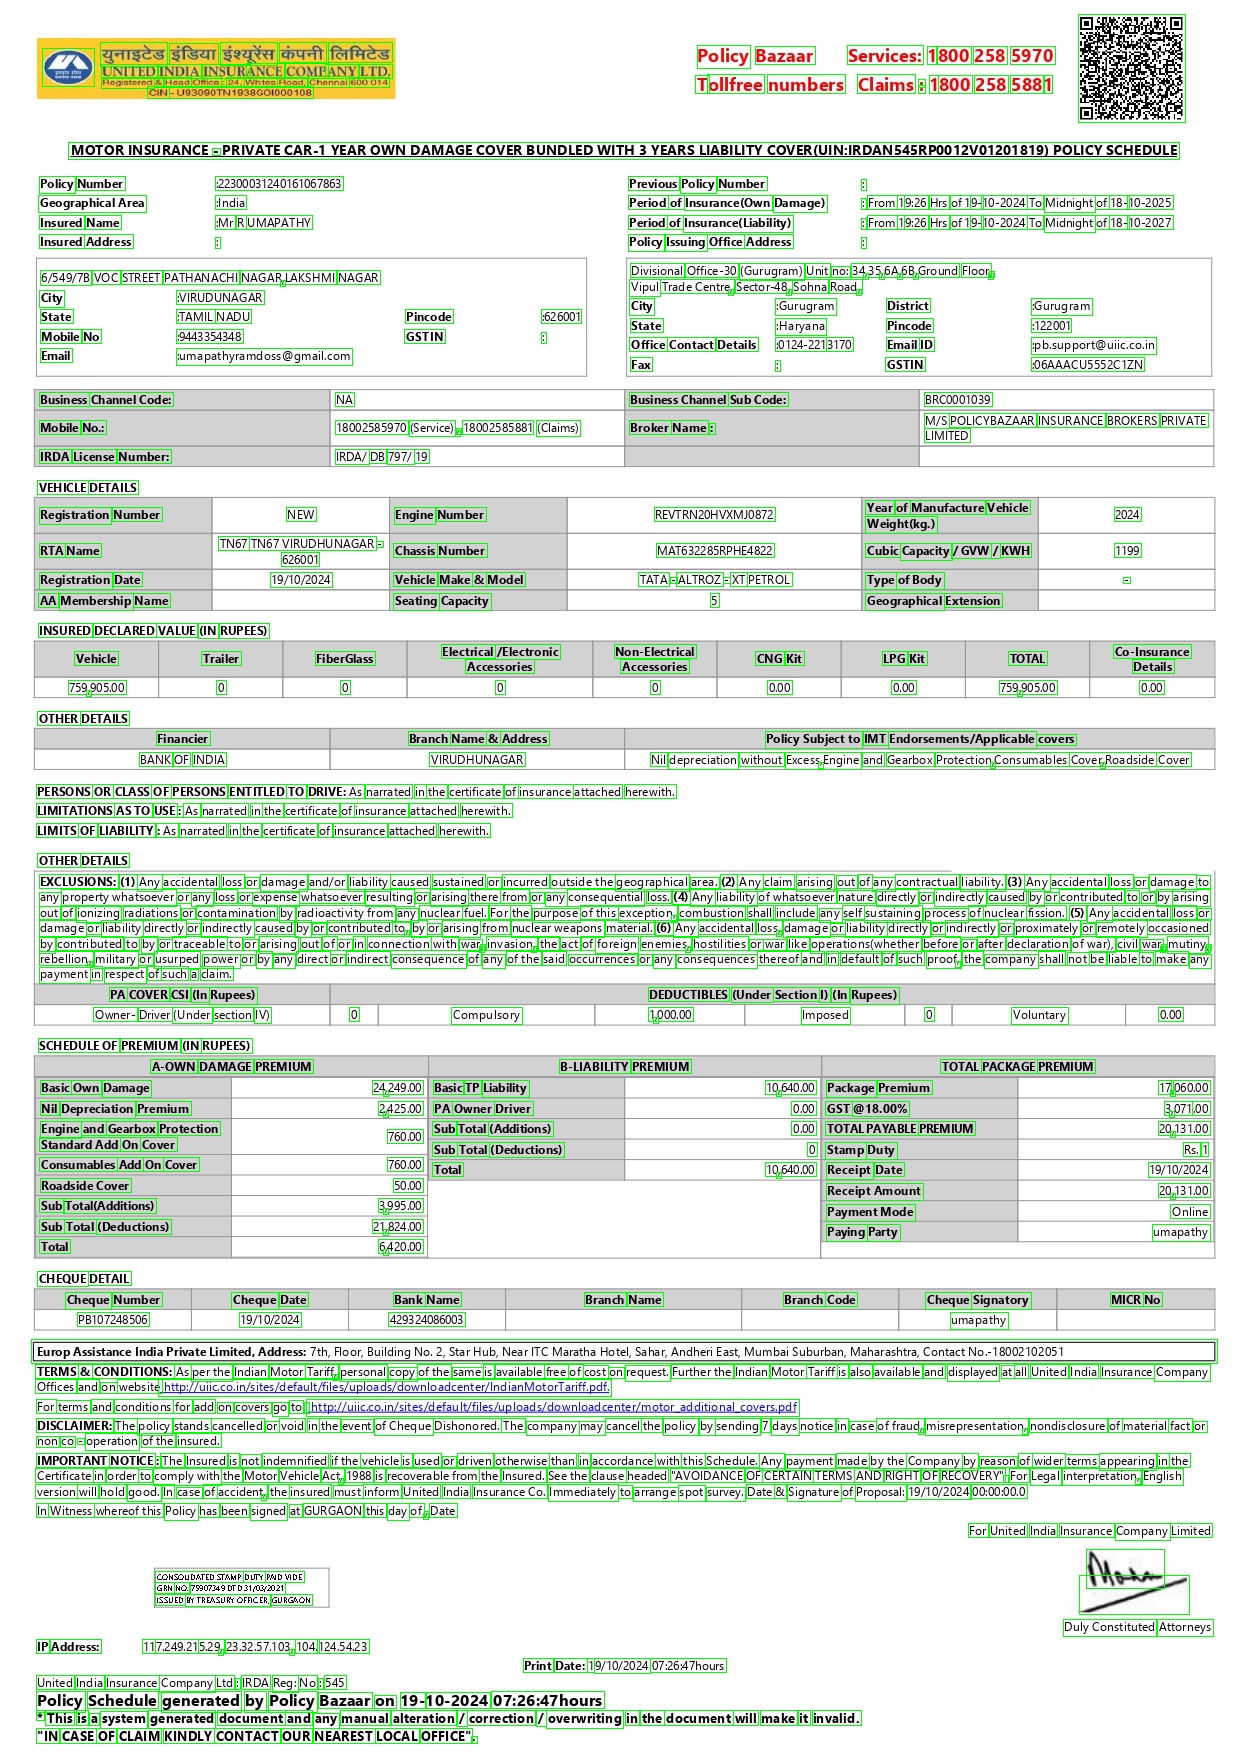 युनाइटेड इंडिया इंश्योरेंस कंपनी लिमिटेड
UNITED INDIA INSURANCE COMPANY LTD.
Registered & Head Office : 24, Whites Road, Chennai 600 014
CIN - U93090TN1938GOI000108
Policy Bazaar Services: 1800 258 5970
Tollfree numbers Claims : 1800 258 5881
MOTOR INSURANCE - PRIVATE CAR-1 YEAR OWN DAMAGE COVER BUNDLED WITH 3 YEARS LIABILITY COVER(UIN:IRDAN545RP0012V01201819) POLICY SCHEDULE
Policy Number :22300031240161067863 Previous Policy Number :
Geographical Area :India Period of Insurance(Own Damage) :From 19:26 Hrs of 19-10-2024 To Midnight of 18-10-2025
Insured Name :Mr R UMAPATHY Period of Insurance(Liability) :From 19:26 Hrs of 19-10-2024 To Midnight of 18-10-2027
Insured Address : Policy Issuing Office Address :
6/549/7B VOC STREET PATHANACHI NAGAR,LAKSHMI NAGAR
City :VIRUDUNAGAR
State :TAMIL NADU Pincode :626001
Mobile No :9443354348 GSTIN :
Email :umapathyramdoss@gmail.com
Divisional Office-30 (Gurugram) Unit no: 34,35,6A,6B,Ground Floor,
Vipul Trade Centre, Sector-48, Sohna Road,
City :Gurugram District :Gurugram
State :Haryana Pincode :122001
Office Contact Details :0124-2213170 Email ID :pb.support@uiic.co.in
Fax : GSTIN :06AAACU5552C1ZN
Business Channel Code: NA Business Channel Sub Code: BRC0001039
Mobile No.: 18002585970 (Service) , 18002585881 (Claims) Broker Name : M/S POLICYBAZAAR INSURANCE BROKERS PRIVATE LIMITED
IRDA License Number: IRDA/ DB 797/ 19
VEHICLE DETAILS
Registration Number NEW Engine Number REVTRN20HVXMJ0872 Year of Manufacture Vehicle Weight(kg.) 2024
RTA Name TN67 TN67 VIRUDHUNAGAR - 626001 Chassis Number MAT632285RPHE4822 Cubic Capacity / GVW / KWH 1199
Registration Date 19/10/2024 Vehicle Make & Model TATA - ALTROZ - XT PETROL Type of Body -
AA Membership Name Seating Capacity 5 Geographical Extension
INSURED DECLARED VALUE (IN RUPEES)
Vehicle Trailer FiberGlass Electrical /Electronic Accessories Non-Electrical Accessories CNG Kit LPG Kit TOTAL Co-Insurance Details
759,905.00 0 0 0 0 0.00 0.00 759,905.00 0.00
OTHER DETAILS
Financier Branch Name & Address Policy Subject to IMT Endorsements/Applicable covers
BANK OF INDIA VIRUDHUNAGAR Nil depreciation without Excess,Engine and Gearbox Protection,Consumables Cover,Roadside Cover
PERSONS OR CLASS OF PERSONS ENTITLED TO DRIVE: As narrated in the certificate of insurance attached herewith.
LIMITATIONS AS TO USE : As narrated in the certificate of insurance attached herewith.
LIMITS OF LIABILITY : As narrated in the certificate of insurance attached herewith.
OTHER DETAILS
EXCLUSIONS: (1) Any accidental loss or damage and/or liability caused sustained or incurred outside the geographical area. (2) Any claim arising out of any contractual liability. (3) Any accidental loss or damage to
any property whatsoever or any loss or expense whatsoever resulting or arising there from or any consequential loss. (4) Any liability of whatsoever nature directly or indirectly caused by or contributed to by or arising
out of ionizing radiations or contamination by radioactivity from any nuclear fuel. For the purpose of this exception, combustion shall include any self sustaining process of nuclear fission. (5) Any accidental loss or
damage or liability directly or indirectly caused by or contributed to, by or arising from nuclear weapons material. (6) Any accidental loss, damage or liability directly or indirectly or proximately or remotely occasioned
by contributed to by or traceable to or arising out of or in connection with war, invasion, the act of foreign enemies, hostilities or war like operations(whether before or after declaration of war), civil war, mutiny,
rebellion, military or usurped power or by any direct or indirect consequence of any of the said occurrences or any consequences thereof and in default of such proof, the company shall not be liable to make any
payment in respect of such a claim.
PA COVER CSI (In Rupees) DEDUCTIBLES (Under Section I) (In Rupees)
Owner- Driver (Under section IV) 0 Compulsory 1,000.00 Imposed 0 Voluntary 0.00
SCHEDULE OF PREMIUM (IN RUPEES)
A-OWN DAMAGE PREMIUM B-LIABILITY PREMIUM TOTAL PACKAGE PREMIUM
Basic Own Damage 24,249.00 Basic TP Liability 10,640.00 Package Premium 17,060.00
Nil Depreciation Premium 2,425.00 PA Owner Driver 0.00 GST @18.00% 3,071.00
Engine and Gearbox Protection Standard Add On Cover 760.00 Sub Total (Additions) 0.00 TOTAL PAYABLE PREMIUM 20,131.00
Sub Total (Deductions) 0 Stamp Duty Rs. 1
Consumables Add On Cover 760.00 Total 10,640.00 Receipt Date 19/10/2024
Roadside Cover 50.00 Receipt Amount 20,131.00
Sub Total(Additions) 3,995.00 Payment Mode Online
Sub Total (Deductions) 21,824.00 Paying Party umapathy
Total 6,420.00
CHEQUE DETAIL
Cheque Number Cheque Date Bank Name Branch Name Branch Code Cheque Signatory MICR No
PB107248506 19/10/2024 429324086003 umapathy
Europ Assistance India Private Limited, Address: 7th, Floor, Building No. 2, Star Hub, Near ITC Maratha Hotel, Sahar, Andheri East, Mumbai Suburban, Maharashtra, Contact No.-18002102051
TERMS & CONDITIONS: As per the Indian Motor Tariff, personal copy of the same is available free of cost on request. Further the Indian Motor Tariff is also available and displayed at all United India Insurance Company
Offices and on website http://uiic.co.in/sites/default/files/uploads/downloadcenter/IndianMotorTariff.pdf.
For terms and conditions for add on covers go to http://uiic.co.in/sites/default/files/uploads/downloadcenter/motor_additional_covers.pdf
DISCLAIMER: The policy stands cancelled or void in the event of Cheque Dishonored. The company may cancel the policy by sending 7 days notice in case of fraud, misrepresentation, nondisclosure of material fact or
non co - operation of the insured.
IMPORTANT NOTICE : The Insured is not indemnified if the vehicle is used or driven otherwise than in accordance with this Schedule. Any payment made by the Company by reason of wider terms appearing in the
Certificate in order to comply with the Motor Vehicle Act, 1988 is recoverable from the Insured. See the clause headed "AVOIDANCE OF CERTAIN TERMS AND RIGHT OF RECOVERY". For Legal interpretation, English
version will hold good. In case of accident, the insured must inform United India Insurance Co. Immediately to arrange spot survey. Date & Signature of Proposal: 19/10/2024 00:00:00.0
In Witness whereof this Policy has been signed at GURGAON this day of , Date
For United India Insurance Company Limited
CONSOLIDATED STAMP DUTY PAID VIDE
GRN NO. 75907349 DTD 31/03/2021
ISSUED BY TREASURY OFFICER, GURGAON
Duly Constituted Attorneys
IP Address: 117.249.215.29, 23.32.57.103, 104.124.54.23
Print Date: 19/10/2024 07:26:47hours
United India Insurance Company Ltd : IRDA Reg: No : 545
Policy Schedule generated by Policy Bazaar on 19-10-2024 07:26:47hours
* This is a system generated document and any manual alteration / correction / overwriting in the document will make it invalid.
"IN CASE OF CLAIM KINDLY CONTACT OUR NEAREST LOCAL OFFICE".